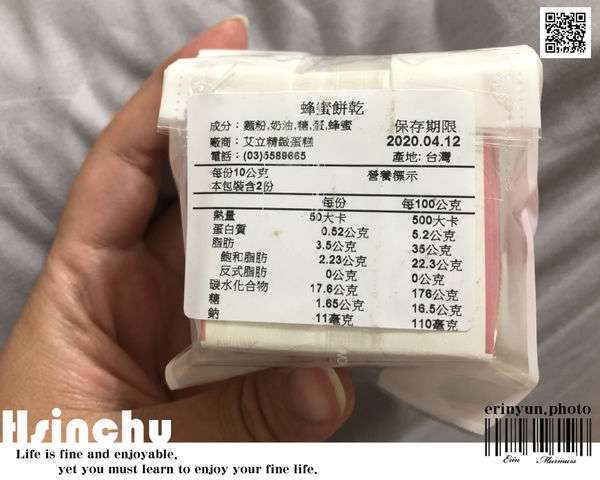 蜂蜜餅乾
成分：麵粉,奶油,糖,蛋,蜂蜜
保存期限
廠商：艾立精緻蛋糕
2020.04.12
電話：(03)5589665
產地: 台灣
每份10公克
營養標示
本包裝含2份
每份 每100公克
熱量 50大卡 500大卡
蛋白質 0.52公克 5.2公克
脂肪 3.5公克 35公克
飽和脂肪 2.23公克 22.3公克
反式脂肪 0公克 0公克
碳水化合物 17.6公克 176公克
糖 1.65公克 16.5公克
鈉 11毫克 110毫克
Hsinchu
erinyun.photo
Life is fine and enjoyable,
yet you must learn to enjoy your fine life.
Erin Murmurs